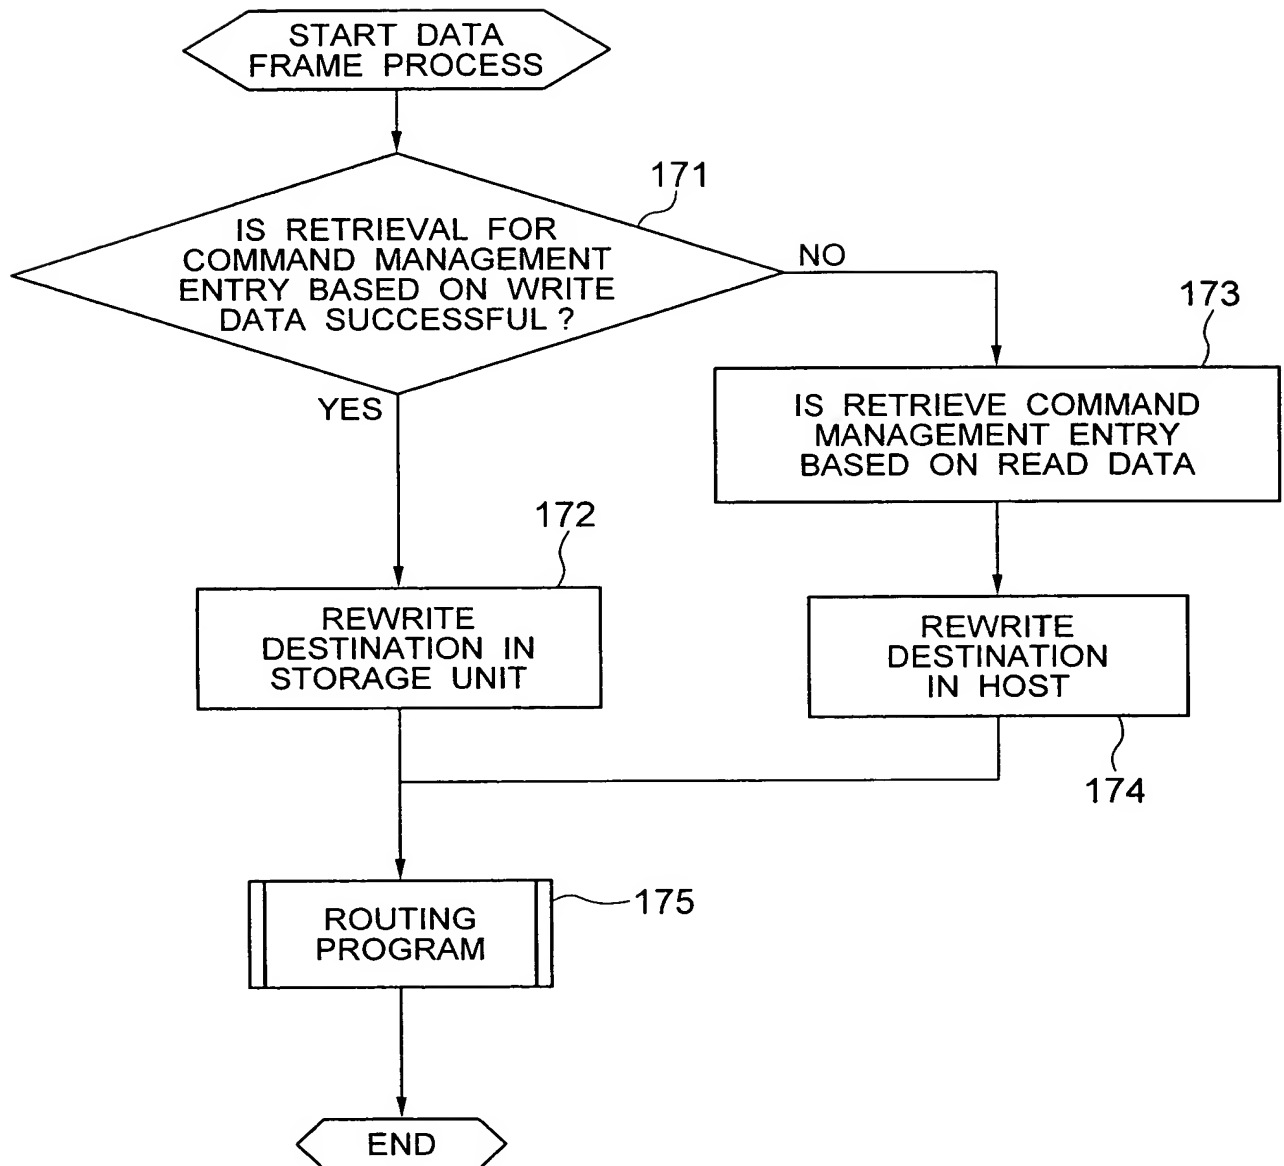 START DATA
FRAME PROCESS
171
IS RETRIEVAL FOR
COMMAND MANAGEMENT
ENTRY BASED ON WRITE
DATA SUCCESSFUL ?
NO
YES
173
IS RETRIEVE COMMAND
MANAGEMENT ENTRY
BASED ON READ DATA
172
REWRITE
DESTINATION IN
STORAGE UNIT
REWRITE
DESTINATION
IN HOST
174
ROUTING
PROGRAM
175
END